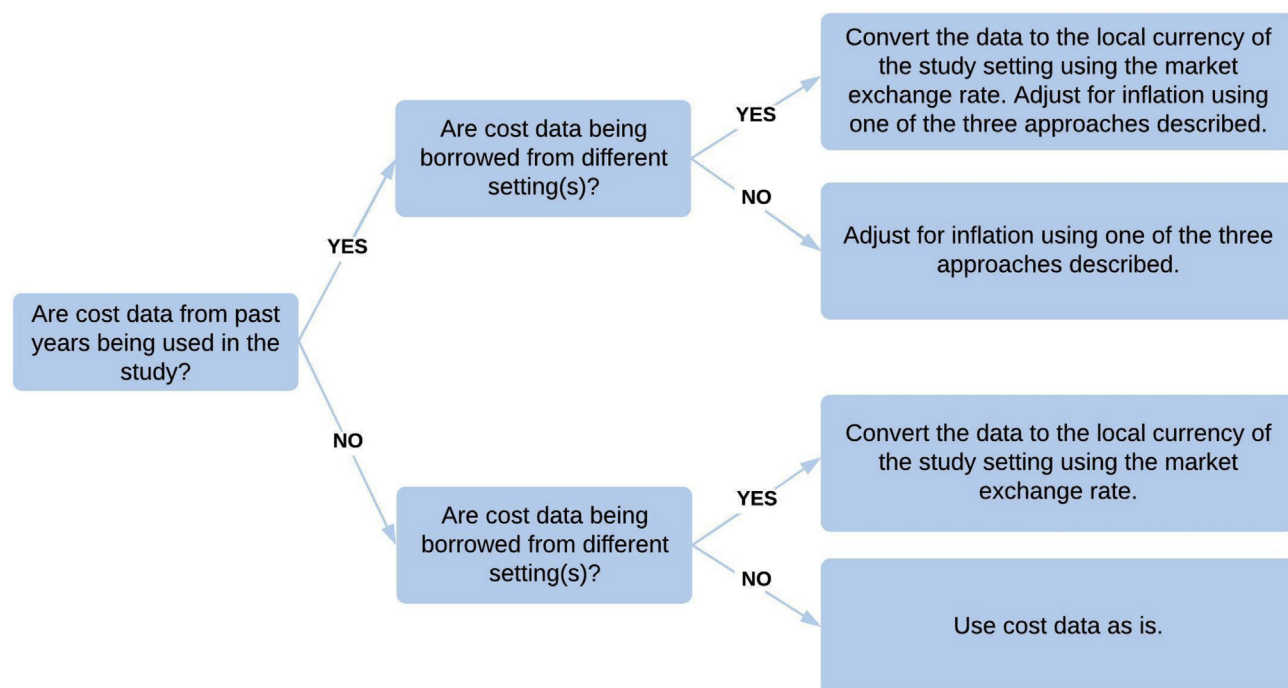 Are cost data from past
years being used in the
study?
YES
Are cost data being
borrowed from different
setting(s)?
YES
Convert the data to the local currency of
the study setting using the market
exchange rate. Adjust for inflation using
one of the three approaches described.
NO
Adjust for inflation using one of the three
approaches described.
NO
Are cost data being
borrowed from different
setting(s)?
YES
Convert the data to the local currency of
the study setting using the market
exchange rate.
NO
Use cost data as is.